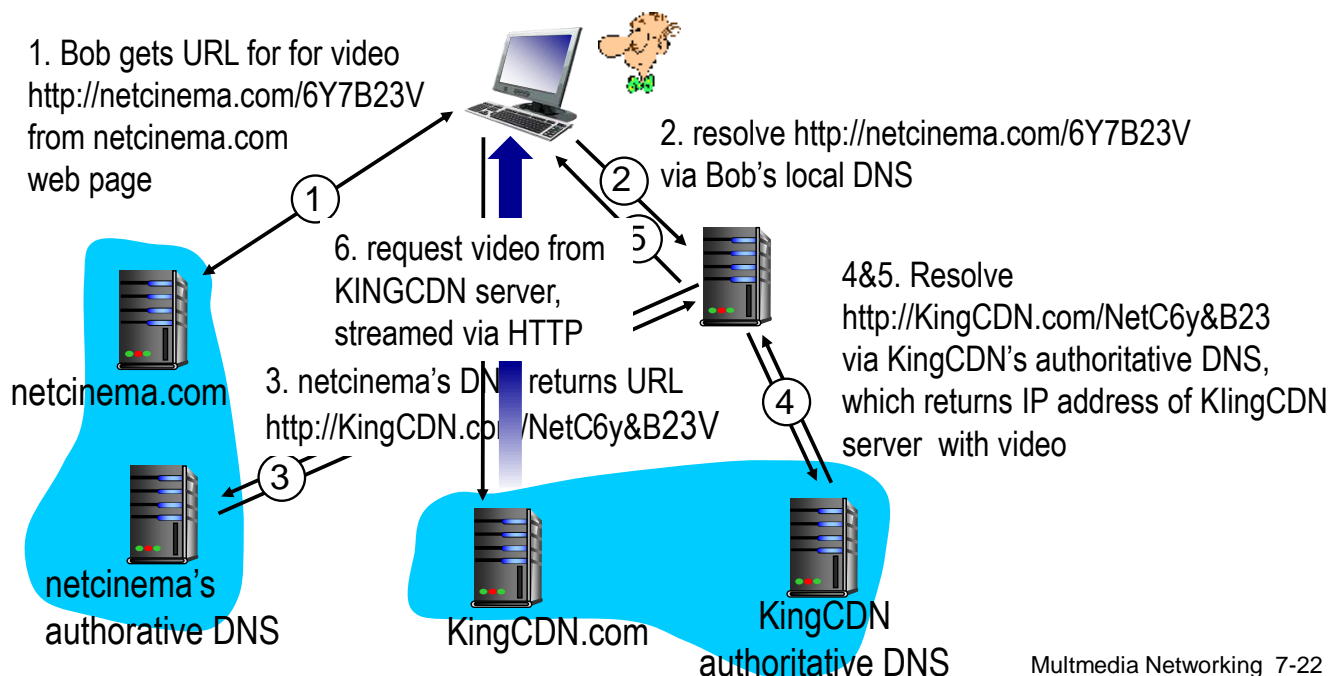 1. Bob gets URL for for video
http://netcinema.com/6Y7B23V
from netcinema.com
web page
2. resolve http://netcinema.com/6Y7B23V
via Bob's local DNS
1
2
5
6. request video from
KINGCDN server,
streamed via HTTP
4&5. Resolve
http://KingCDN.com/NetC6y&B23
via KingCDN's authoritative DNS,
which returns IP address of KIingCDN
server with video
netcinema.com
3. netcinema's DNS returns URL
http://KingCDN.com/NetC6y&B23V
4
3
netcinema's
authorative DNS
KingCDN.com
KingCDN
authoritative DNS
Multmedia Networking 7-22